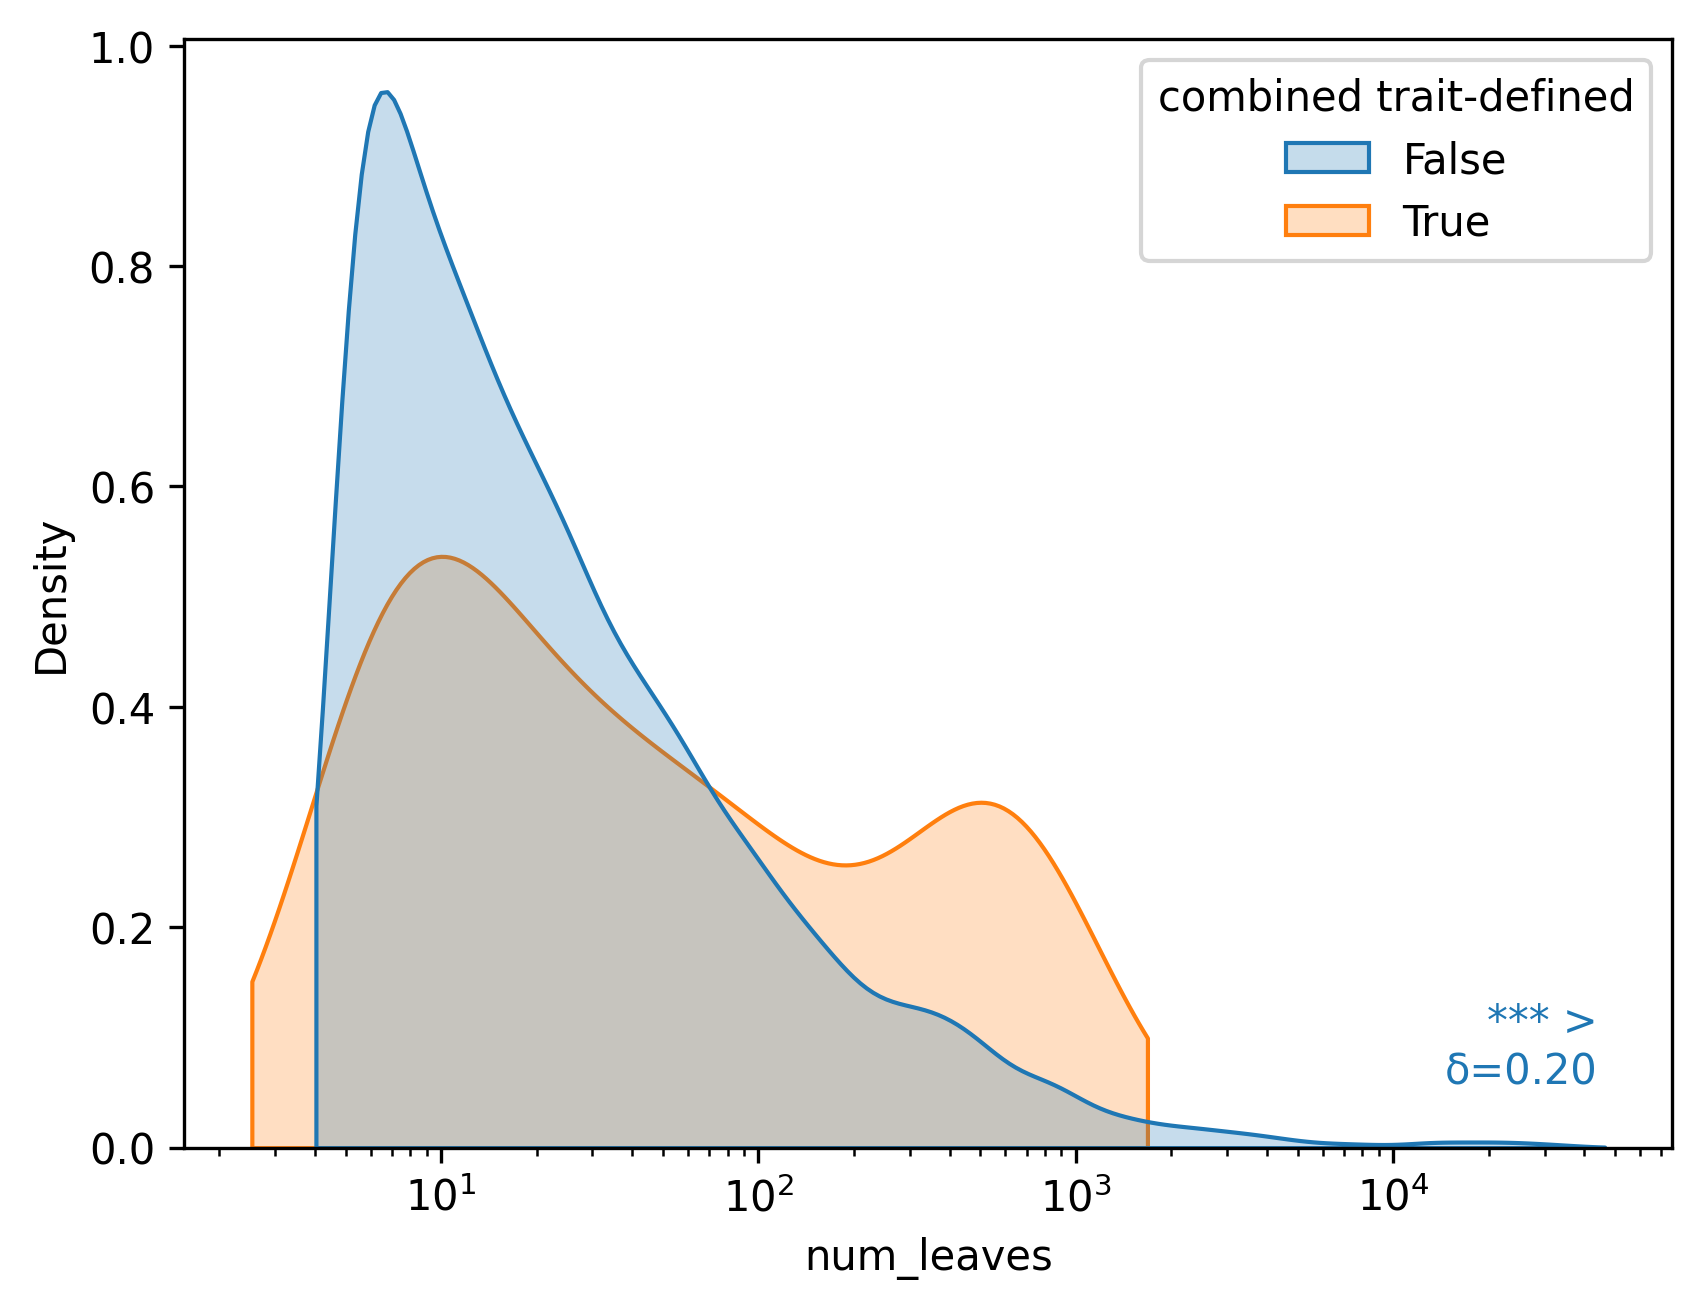 1.0
0.8
0.6
0.4
0.2
0.0
Density
combined trait-defined
False
True
*** >
δ=0.20
10¹
10²
10³
10⁴
num_leaves